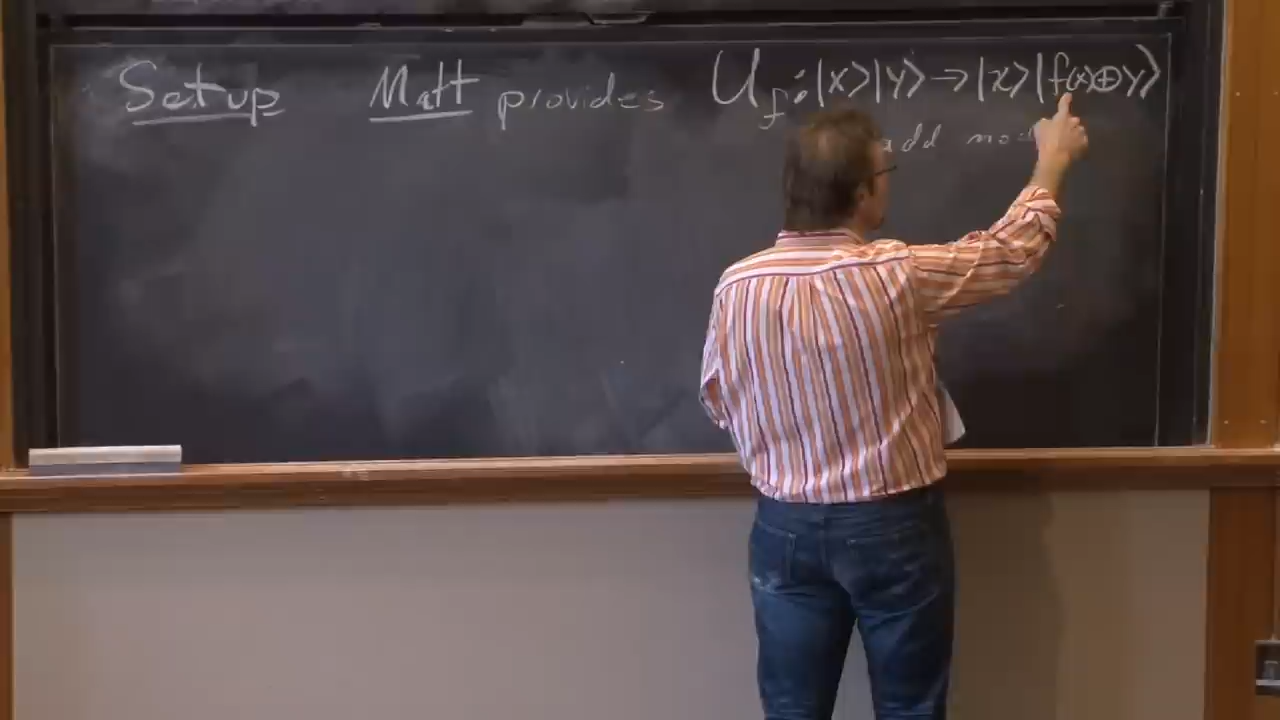 Setup Matt provides U_f: |x>|y> → |x>|f(x)⊕y>
add